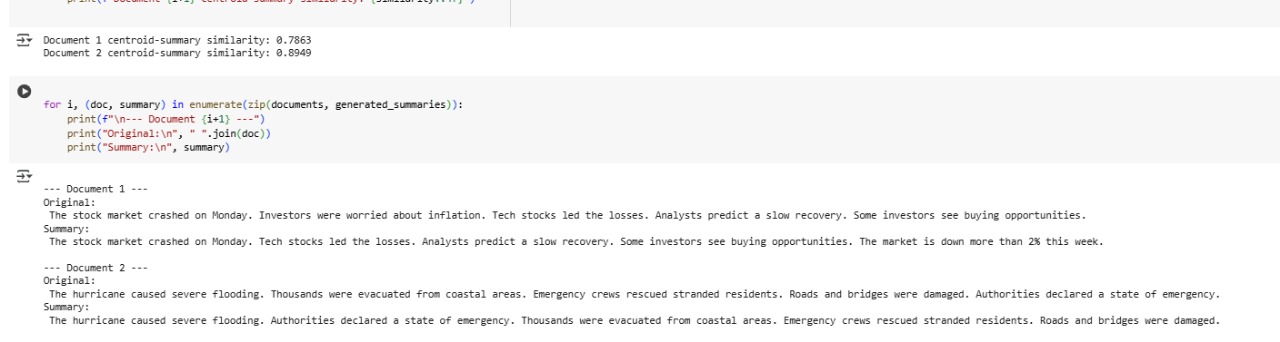 Document 1 centroid-summary similarity: 0.7863
Document 2 centroid-summary similarity: 0.8949
for i, (doc, summary) in enumerate(zip(documents, generated_summaries)):
    print(f"\n--- Document {i+1} ---")
    print("Original:\n", " ".join(doc))
    print("Summary:\n", summary)
--- Document 1 ---
Original:
 The stock market crashed on Monday. Investors were worried about inflation. Tech stocks led the losses. Analysts predict a slow recovery. Some investors see buying opportunities.
Summary:
 The stock market crashed on Monday. Tech stocks led the losses. Analysts predict a slow recovery. Some investors see buying opportunities. The market is down more than 2% this week.
--- Document 2 ---
Original:
 The hurricane caused severe flooding. Thousands were evacuated from coastal areas. Emergency crews rescued stranded residents. Roads and bridges were damaged. Authorities declared a state of emergency.
Summary:
 The hurricane caused severe flooding. Authorities declared a state of emergency. Thousands were evacuated from coastal areas. Emergency crews rescued stranded residents. Roads and bridges were damaged.